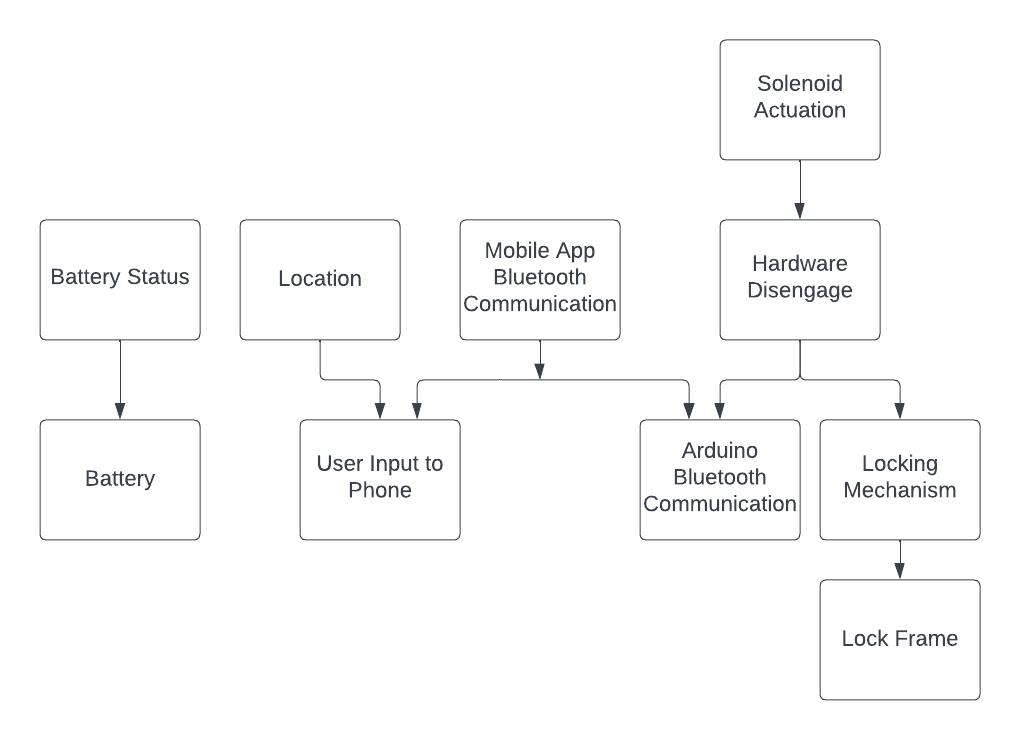 Solenoid
Actuation
Battery Status
Location
Mobile App
Bluetooth
Communication
Hardware
Disengage
Battery
User Input to
Phone
Arduino
Bluetooth
Communication
Locking
Mechanism
Lock Frame